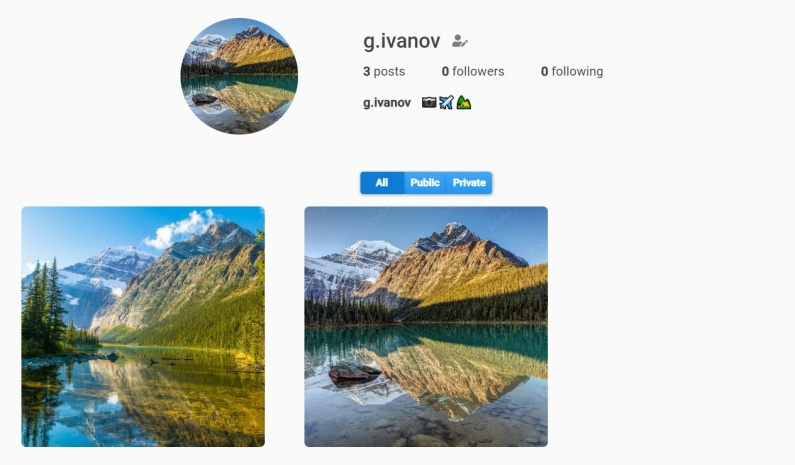 g.ivanov
3 posts 0 followers 0 following
g.ivanov 📷✈️🏕️
All Public Private